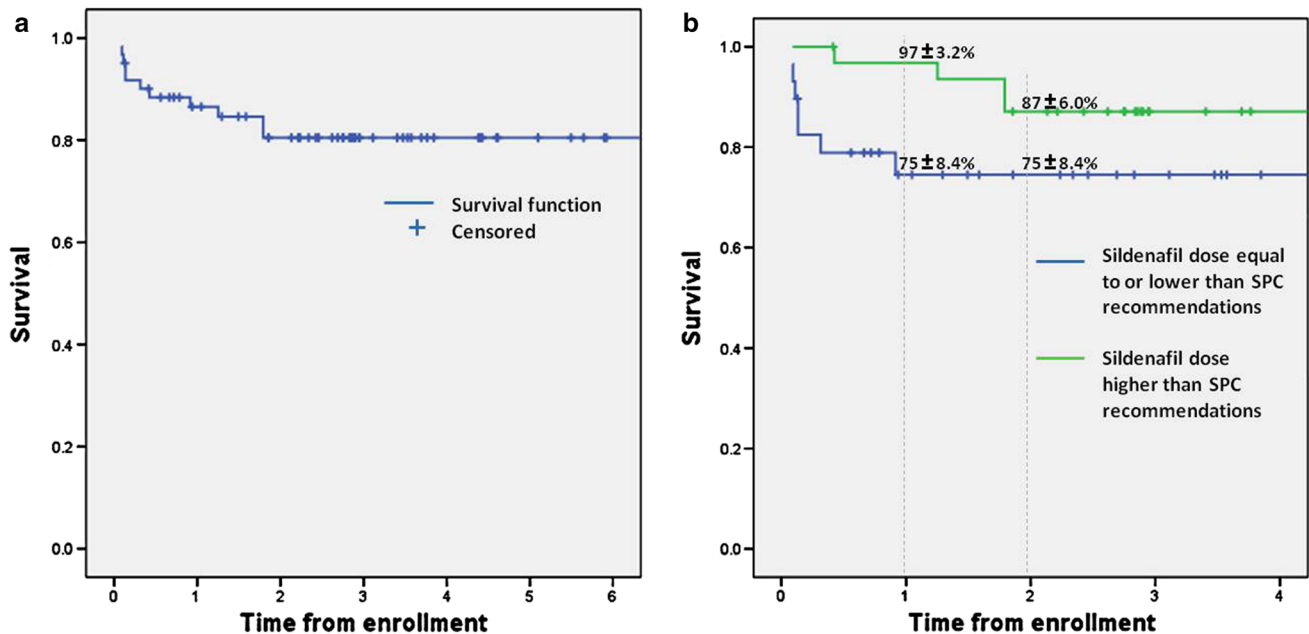 a
1.0
0.8
0.6
0.4
0.2
0.0
Survival
Survival function
Censored
0 1 2 3 4 5 6
Time from enrollment
b
1.0
0.8
0.6
0.4
0.2
0.0
Survival
97±3.2%
87±6.0%
75±8.4% 75±8.4%
Sildenafil dose equal
to or lower than SPC
recommendations
Sildenafil dose
higher than SPC
recommendations
0 1 2 3 4
Time from enrollment